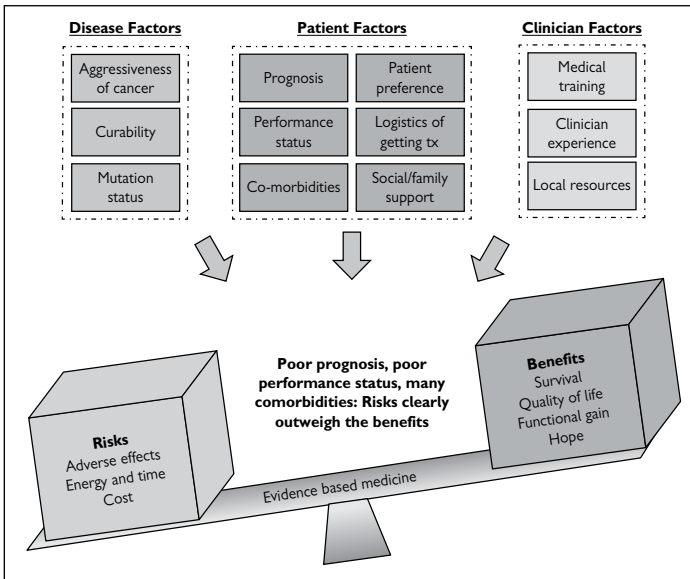 Disease Factors
Aggressiveness
of cancer
Curability
Mutation
status
Patient Factors
Prognosis
Patient
preference
Performance
status
Logistics of
getting tx
Co-morbidities
Social/family
support
Clinician Factors
Medical
training
Clinician
experience
Local resources
Poor prognosis, poor
performance status, many
comorbidities: Risks clearly
outweigh the benefits
Risks
Adverse effects
Energy and time
Cost
Benefits
Survival
Quality of life
Functional gain
Hope
Evidence based medicine